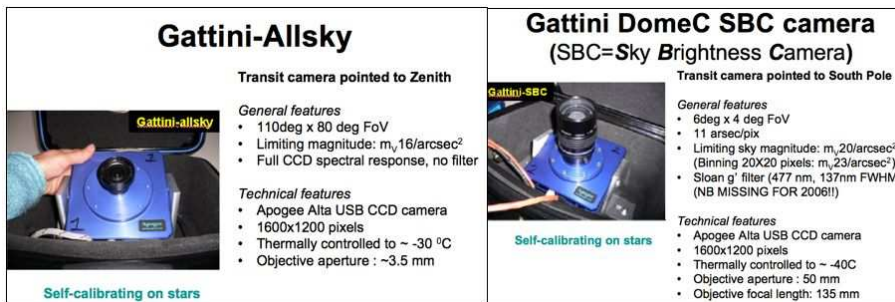 Gattini-Allsky
Transit camera pointed to Zenith
Gattini-allsky
General features
• 110deg x 80 deg FoV
• Limiting magnitude: mV16/arcsec²
• Full CCD spectral response, no filter
Technical features
• Apogee Alta USB CCD camera
• 1600x1200 pixels
• Thermally controlled to ~ -30 ⁰C
• Objective aperture : ~3.5 mm
Self-calibrating on stars
Gattini DomeC SBC camera
(SBC=Sky Brightness Camera)
Transit camera pointed to South Pole
Gattini-SBC
General features
• 6deg x 4 deg FoV
• 11 arsec/pix
• Limiting sky magnitude: mV20/arcsec²
(Binning 20X20 pixels: mV23/arcsec²)
• Sloan g' filter (477 nm, 137nm FWHM
(NB MISSING FOR 2006!!)
Technical features
• Apogee Alta USB CCD camera
• 1600x1200 pixels
• Thermally controlled to ~ -40C
• Objective aperture : 50 mm
• Objective focal length: 135 mm
Self-calibrating on stars